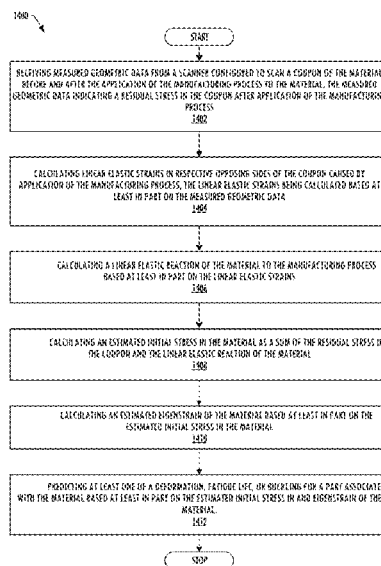 1400
START
RECEIVING MEASURED GEOMETRIC DATA FROM A SCANNER CONFIGURED TO SCAN A COUPON OF THE MATERIAL
BEFORE AND AFTER THE APPLICATION OF THE MANUFACTURING PROCESS TO THE MATERIAL, THE MEASURED
GEOMETRIC DATA INDICATING A RESIDUAL STRESS IN THE COUPON AFTER APPLICATION OF THE MANUFACTURING
PROCESS
1402
CALCULATING LINEAR ELASTIC STRAINS IN RESPECTIVE OPPOSING SIDES OF THE COUPON CAUSED BY
APPLICATION OF THE MANUFACTURING PROCESS, THE LINEAR ELASTIC STRAINS BEING CALCULATED BASED AT
LEAST IN PART ON THE MEASURED GEOMETRIC DATA
1404
CALCULATING A LINEAR ELASTIC REACTION OF THE MATERIAL TO THE MANUFACTURING PROCESS
BASED AT LEAST IN PART ON THE LINEAR ELASTIC STRAINS
1406
CALCULATING AN ESTIMATED INITIAL STRESS IN THE MATERIAL AS A SUM OF THE RESIDUAL STRESS IN
THE COUPON AND THE LINEAR ELASTIC REACTION OF THE MATERIAL
1408
CALCULATING AN ESTIMATED EIGENSTRAIN OF THE MATERIAL BASED AT LEAST IN PART ON THE
ESTIMATED INITIAL STRESS IN THE MATERIAL
1410
PREDICTING AT LEAST ONE OF A DEFORMATION, FATIGUE LIFE, OR BUCKLING FOR A PART ASSOCIATED
WITH THE MATERIAL BASED AT LEAST IN PART ON THE ESTIMATED INITIAL STRESS IN AND EIGENSTRAIN OF THE
MATERIAL.
1412
STOP